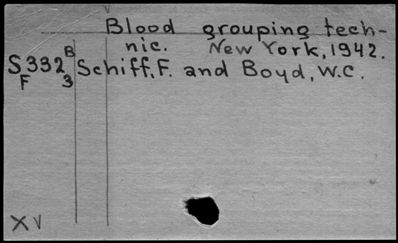 Blood grouping tech-
nic. New York, 1942.
B
S332 Schiff, F. and Boyd, W.C.
F 3
XV